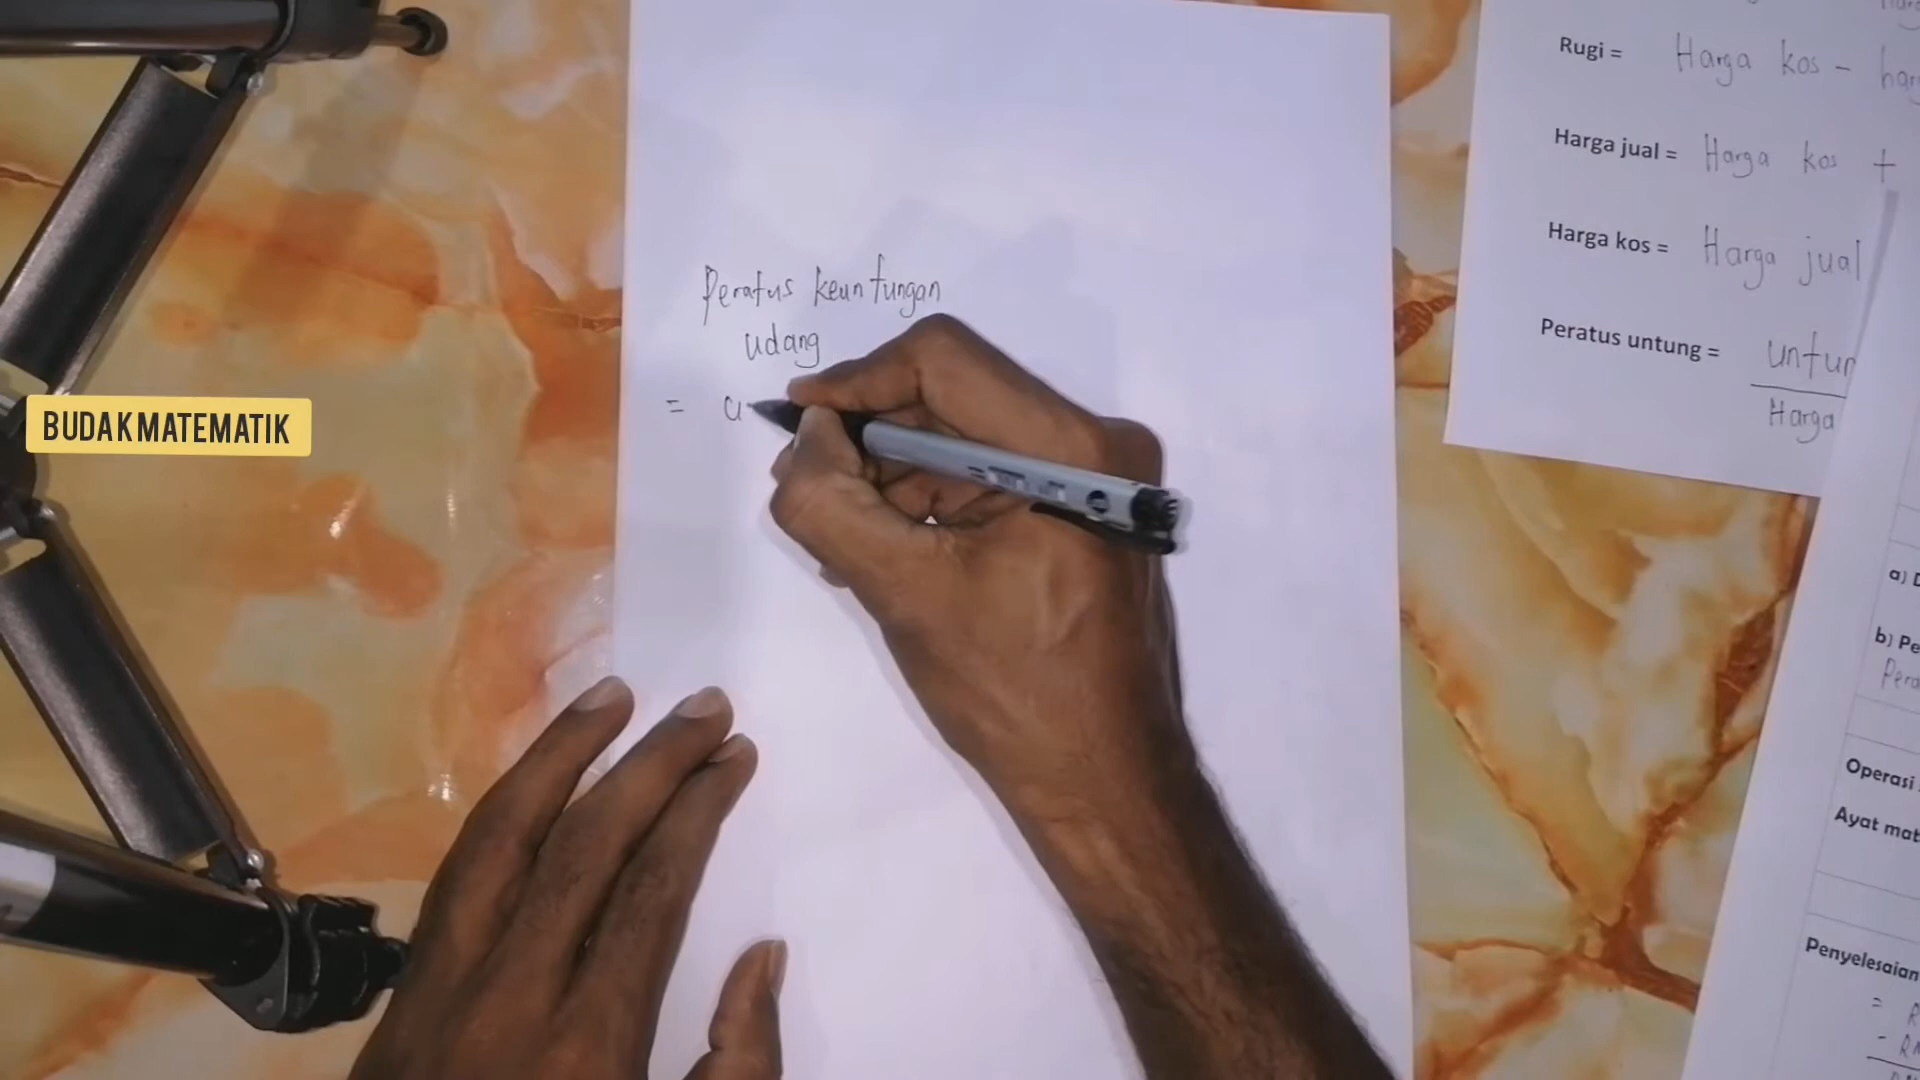 Peratus keuntungan
udang
= u
BUDAK MATEMATIK
Rugi = Harga kos -
Harga jual = Harga kos +
Harga kos = Harga jual
Peratus untung =
Harga
a)
b)
Operasi
Ayat
Penyelesaian
=
-